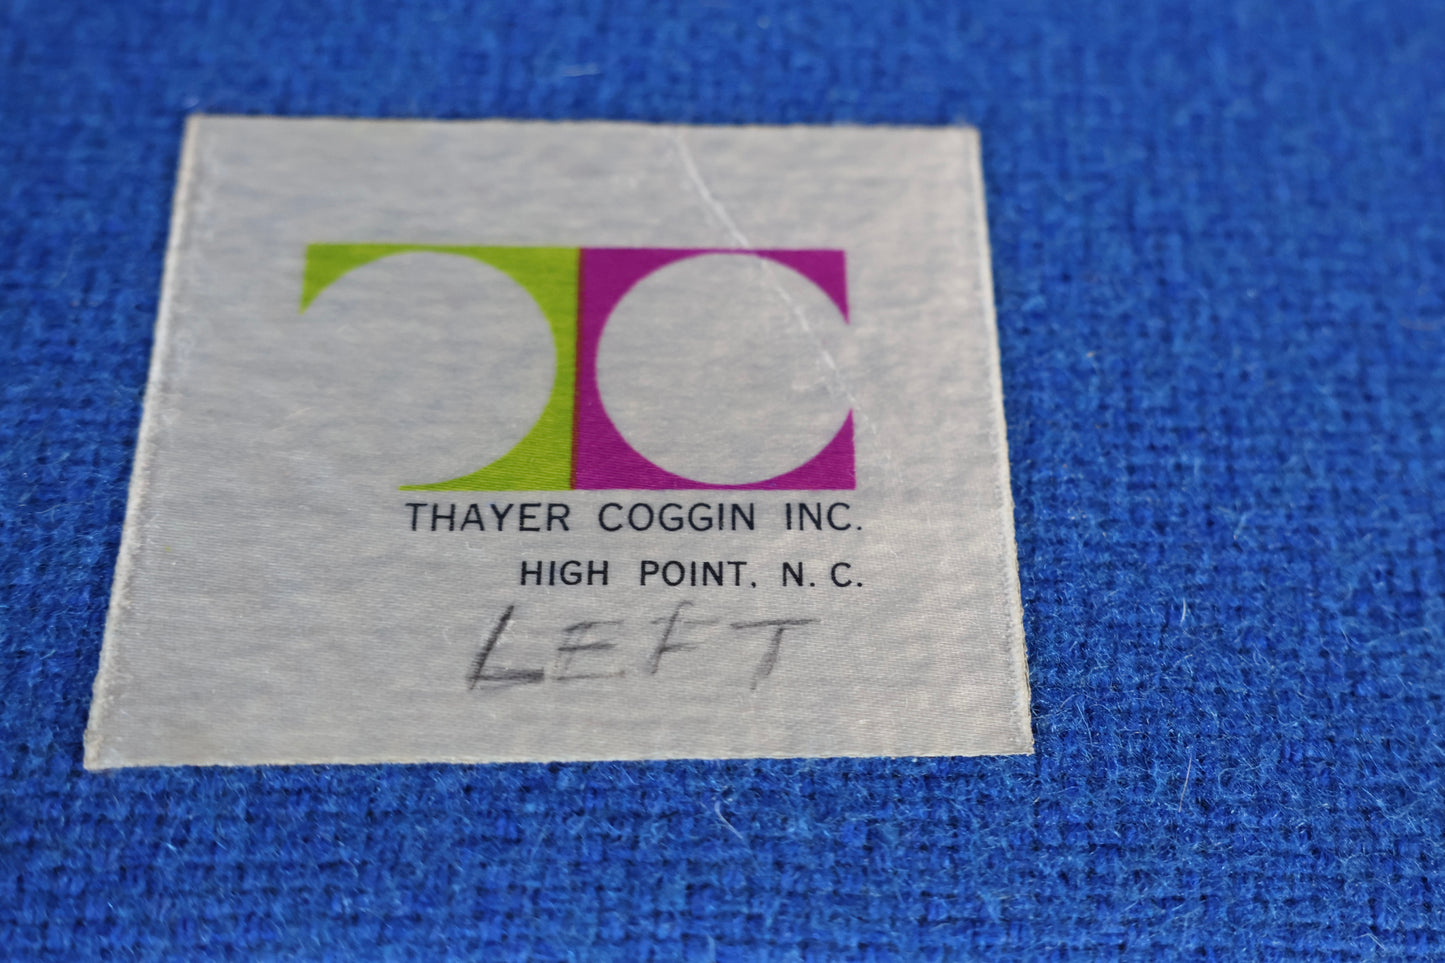 TC
THAYER COGGIN INC.
HIGH POINT, N. C.
LEFT